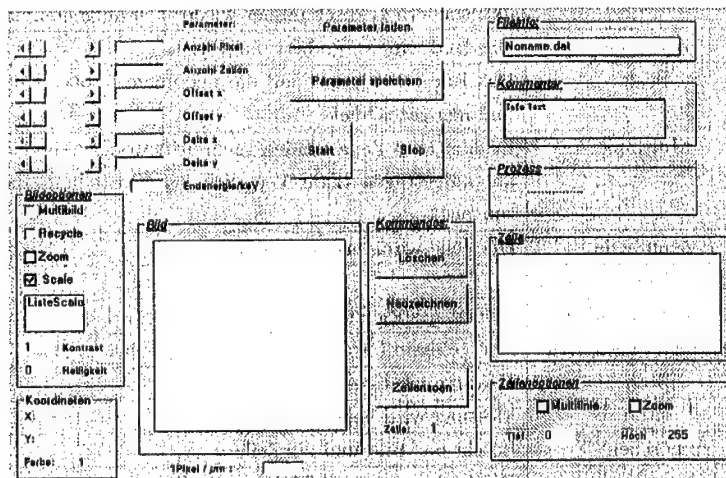 Parameter:
Parameter laden
Anzahl Pixel
Anzahl Zeilen
Offset x
Parameter speichern
Offset y
Delta x
Delta y
Start
Stop
Endenergie/keV
Fileinfo:
Noname.dat
Kommentar:
Info Text
Prozess
Bildoptionen
Multibild
Recycle
Zoom
Scale
ListeScale
1 Kontrast
0 Helligkeit
Koordinaten
X:
Y:
Farbe: 1
Bild
1Pixel / µm :
Kommandos:
Löschen
Neuzeichnen
Zeilenscan
Zeile: 1
Zeile
Zeilenoptionen
Multilinie
Zoom
Tief 0
Hoch 255